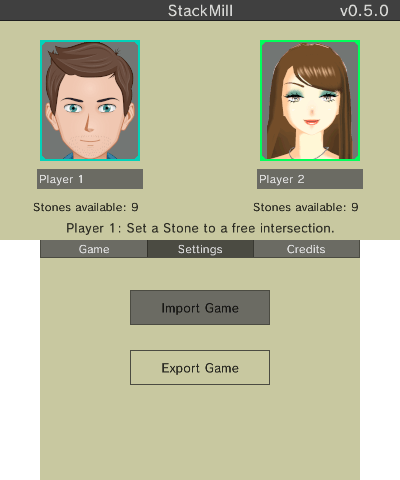 StackMill v0.5.0
Player 1 Player 2
Stones available: 9 Stones available: 9
Player 1: Set a Stone to a free intersection.
Game Settings Credits
Import Game
Export Game